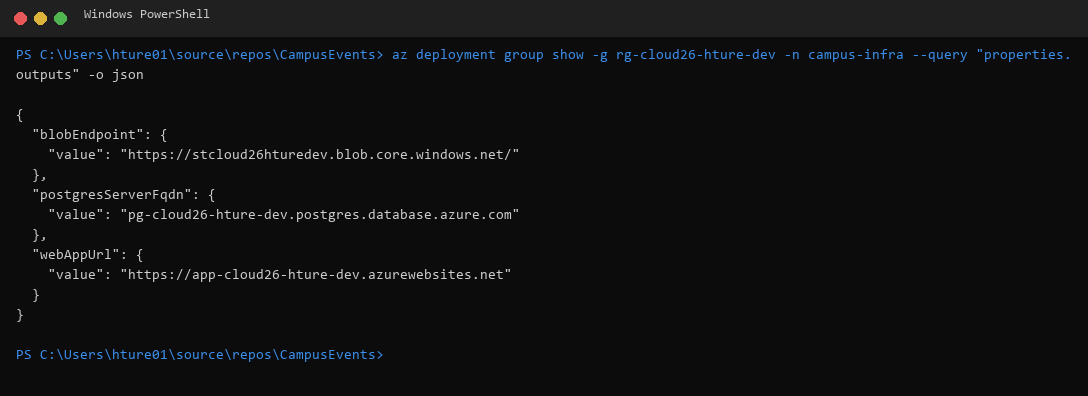 Windows PowerShell
PS C:\Users\hture01\source\repos\CampusEvents> az deployment group show -g rg-cloud26-hture-dev -n campus-infra --query "properties.
outputs" -o json
{
  "blobEndpoint": {
    "value": "https://stcloud26hturedev.blob.core.windows.net/"
  },
  "postgresServerFqdn": {
    "value": "pg-cloud26-hture-dev.postgres.database.azure.com"
  },
  "webAppUrl": {
    "value": "https://app-cloud26-hture-dev.azurewebsites.net"
  }
}
PS C:\Users\hture01\source\repos\CampusEvents>